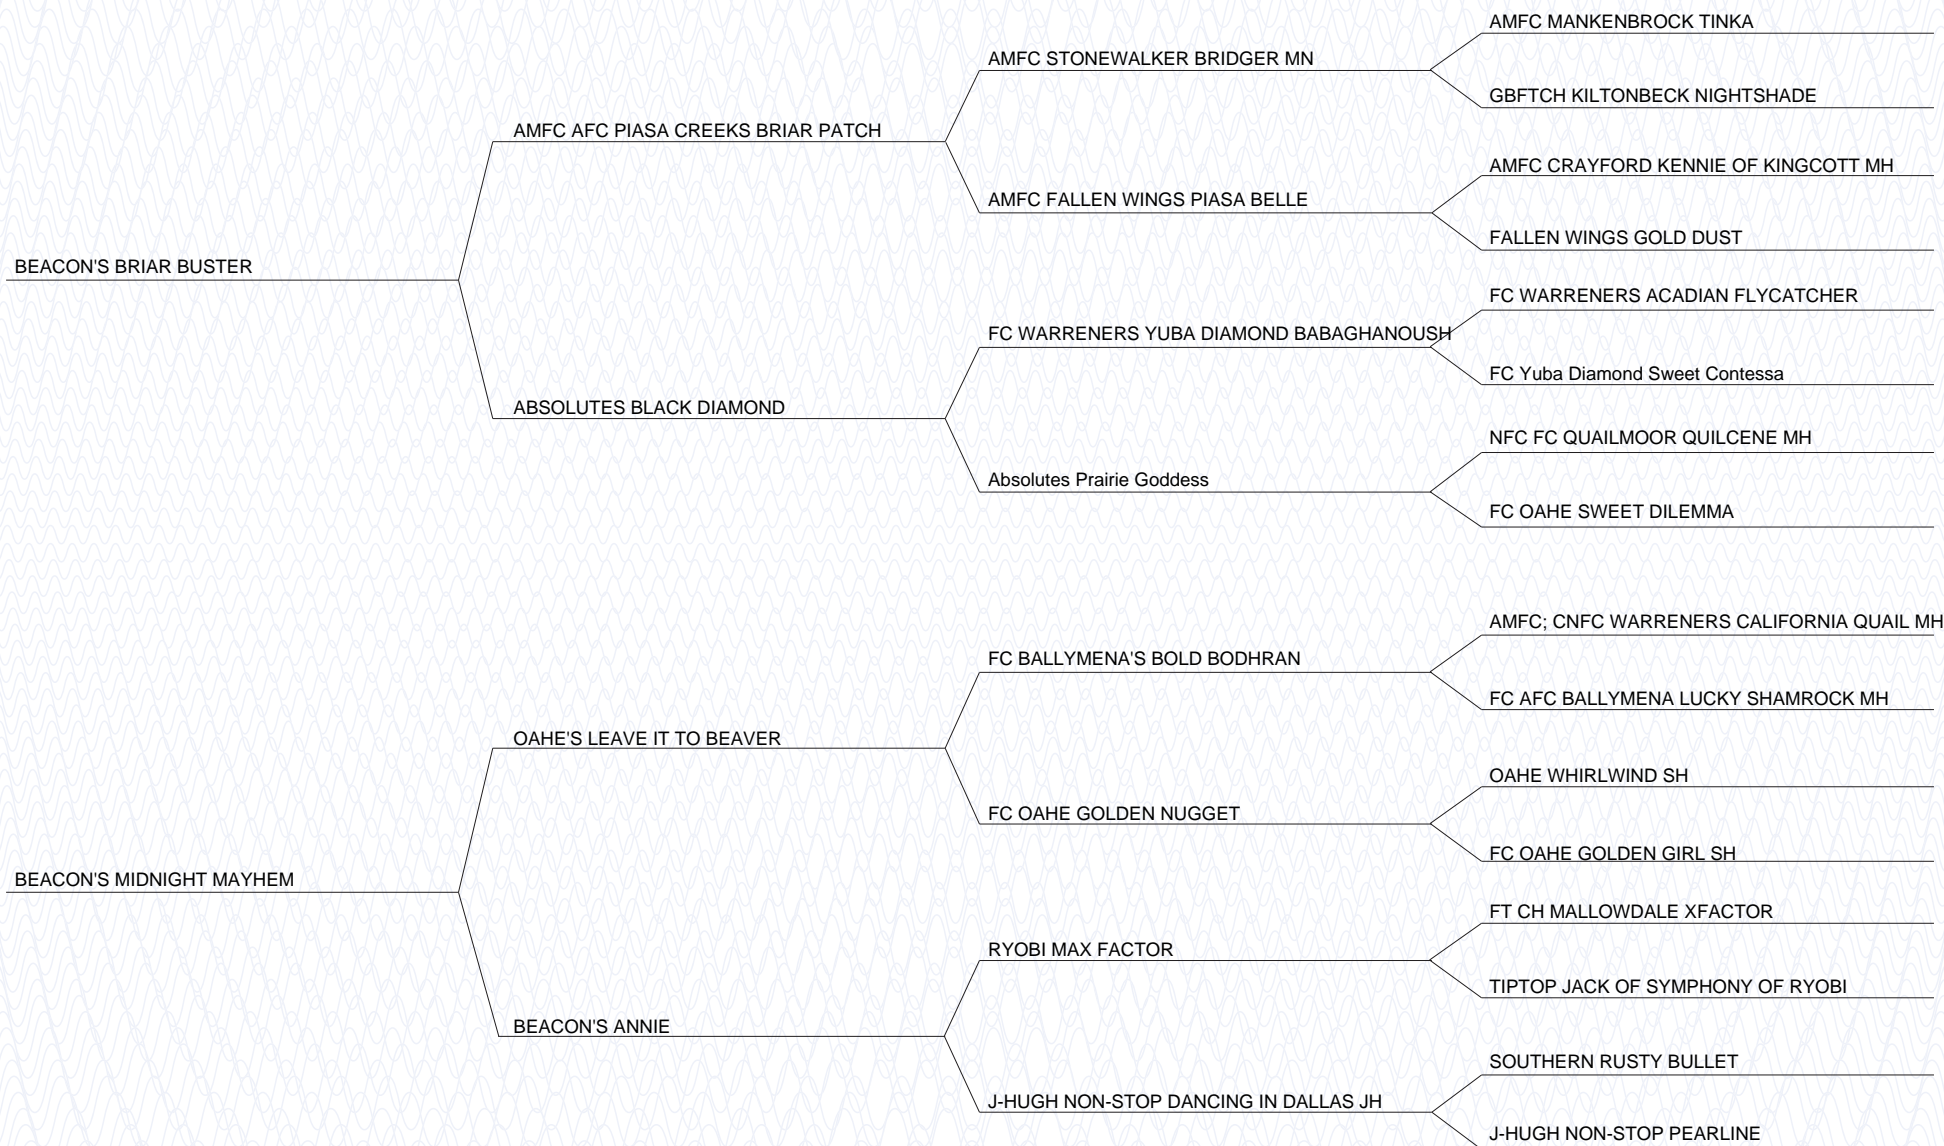 AMFC MANKENBROCK TINKA
AMFC STONEWALKER BRIDGER MN
GBFTCH KILTONBECK NIGHTSHADE
AMFC AFC PIASA CREEKS BRIAR PATCH
AMFC CRAYFORD KENNIE OF KINGCOTT MH
AMFC FALLEN WINGS PIASA BELLE
FALLEN WINGS GOLD DUST
BEACON'S BRIAR BUSTER
FC WARRENERS ACADIAN FLYCATCHER
FC WARRENERS YUBA DIAMOND BABAGHANOUSH
FC Yuba Diamond Sweet Contessa
ABSOLUTES BLACK DIAMOND
NFC FC QUAILMOOR QUILCENE MH
Absolutes Prairie Goddess
FC OAHE SWEET DILEMMA
AMFC; CNFC WARRENERS CALIFORNIA QUAIL MH
FC BALLYMENA'S BOLD BODHRAN
FC AFC BALLYMENA LUCKY SHAMROCK MH
OAHE'S LEAVE IT TO BEAVER
OAHE WHIRLWIND SH
FC OAHE GOLDEN NUGGET
FC OAHE GOLDEN GIRL SH
BEACON'S MIDNIGHT MAYHEM
FT CH MALLOWDALE XFACTOR
RYOBI MAX FACTOR
TIPTOP JACK OF SYMPHONY OF RYOBI
BEACON'S ANNIE
SOUTHERN RUSTY BULLET
J-HUGH NON-STOP DANCING IN DALLAS JH
J-HUGH NON-STOP PEARLINE